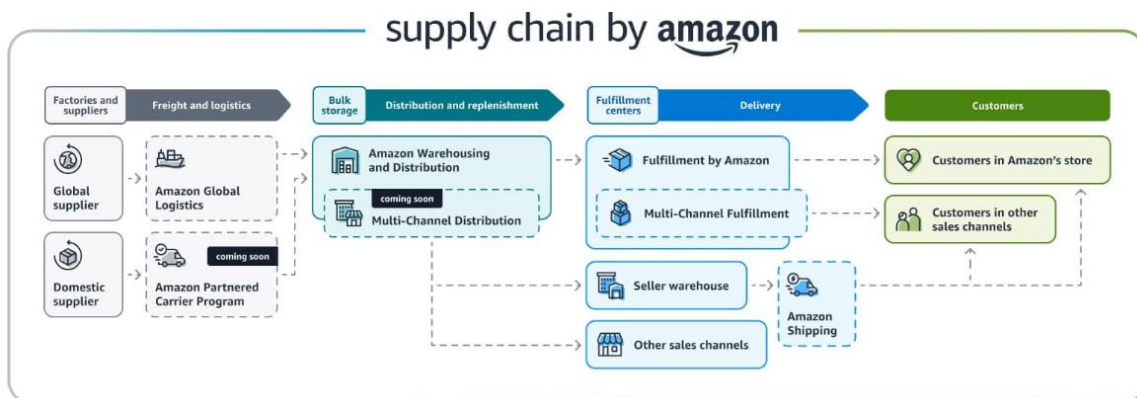 supply chain by amazon
Factories and
suppliers
Freight and logistics
Bulk
storage
Distribution and replenishment
Fulfillment
centers
Delivery
Customers
Global
supplier
Amazon Global
Logistics
Domestic
supplier
coming soon
Amazon Partnered
Carrier Program
Amazon Warehousing
and Distribution
coming soon
Multi-Channel Distribution
Fulfillment by Amazon
Multi-Channel Fulfillment
Seller warehouse
Amazon
Shipping
Other sales channels
Customers in Amazon's store
Customers in other
sales channels